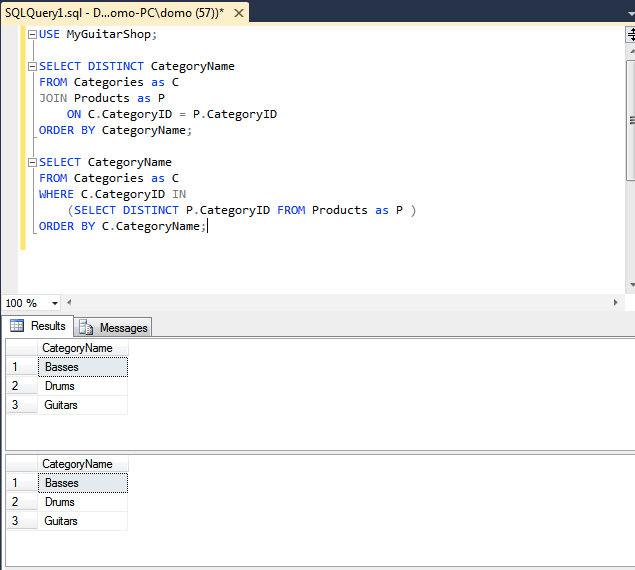 SQLQuery1.sql - D...omo-PC\domo (57))*
USE MyGuitarShop;
SELECT DISTINCT CategoryName
FROM Categories as C
JOIN Products as P
ON C.CategoryID = P.CategoryID
ORDER BY CategoryName;
SELECT CategoryName
FROM Categories as C
WHERE C.CategoryID IN
(SELECT DISTINCT P.CategoryID FROM Products as P )
ORDER BY C.CategoryName;
100 %
Results Messages
CategoryName
1 Basses
2 Drums
3 Guitars
CategoryName
1 Basses
2 Drums
3 Guitars